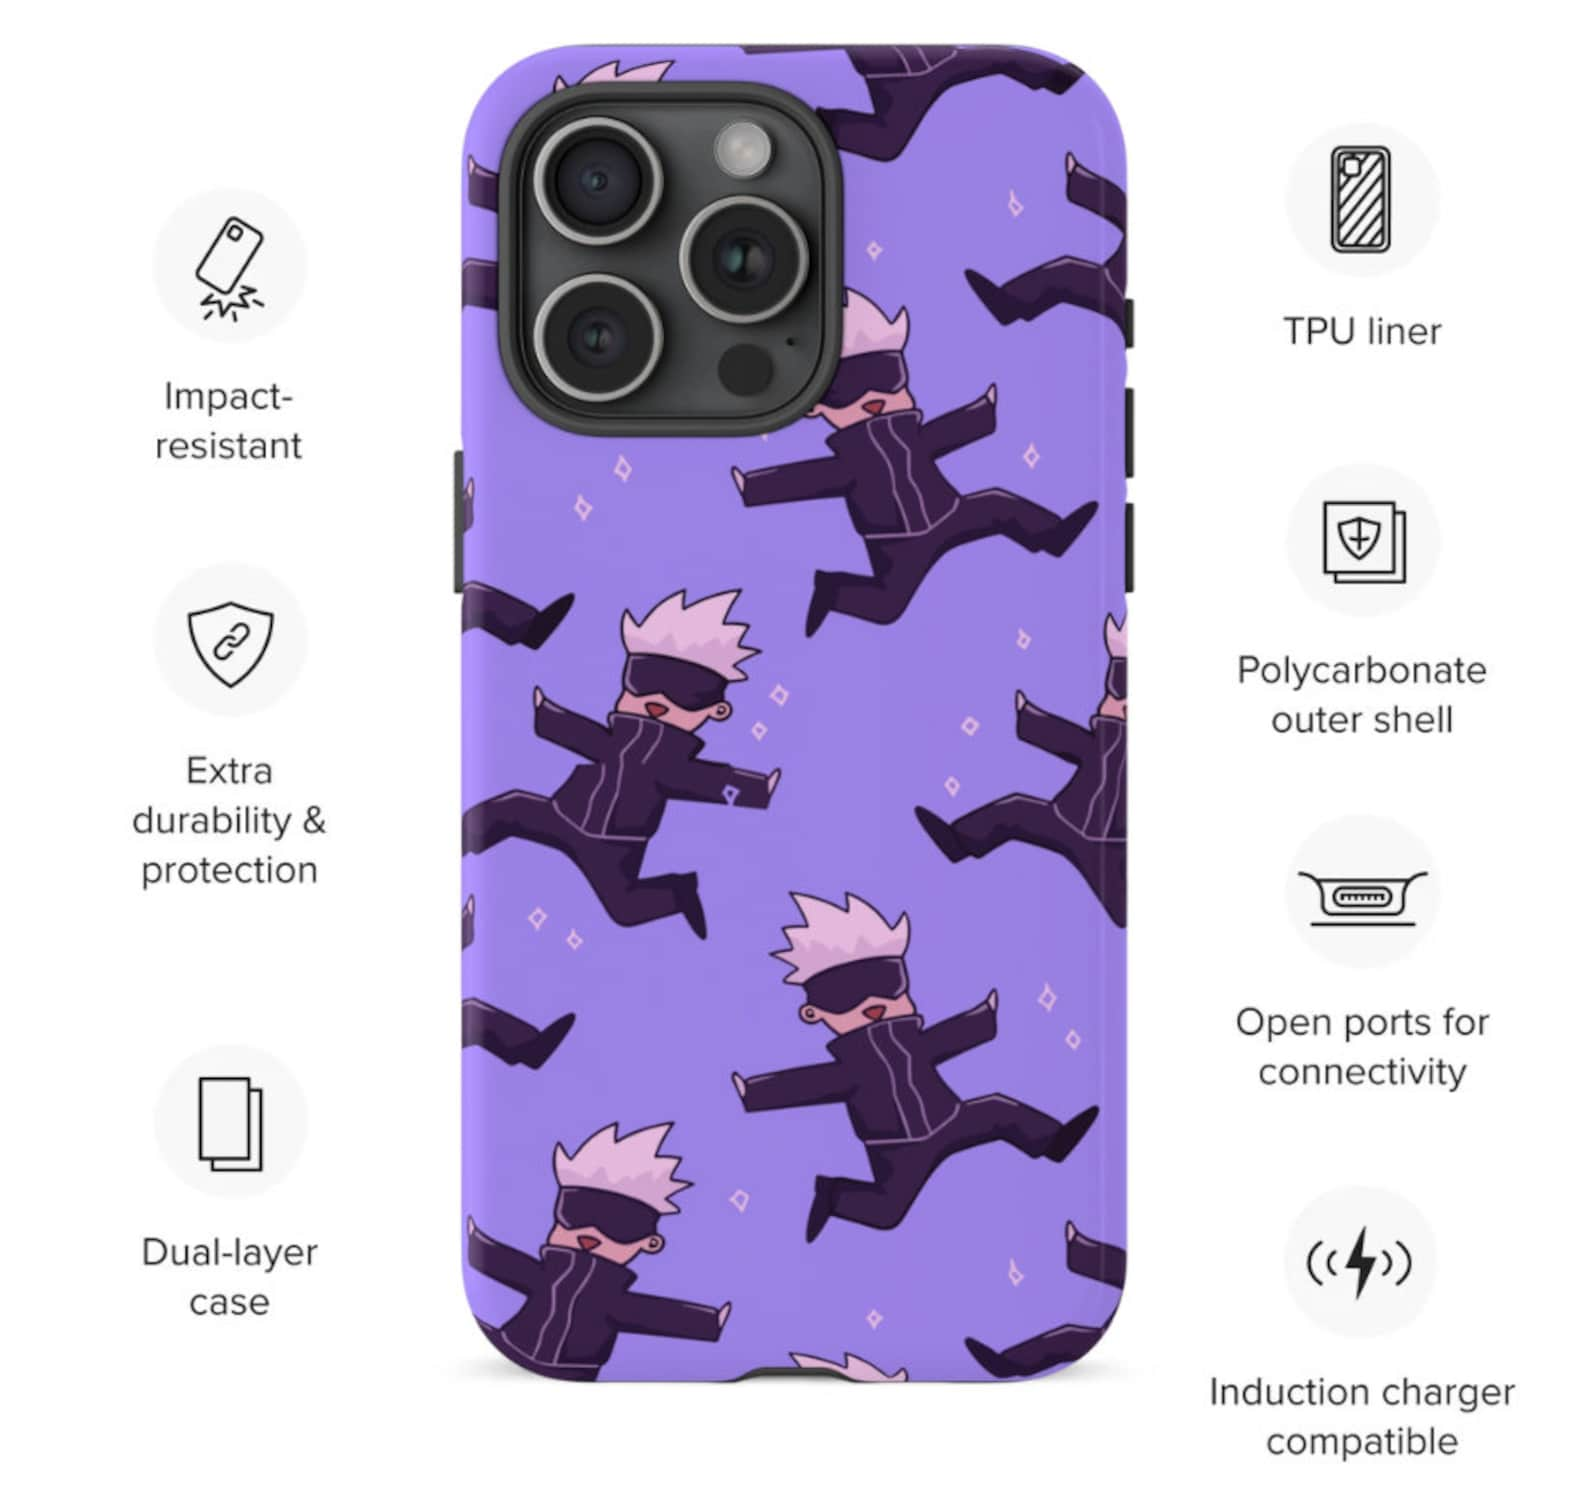 Impact-
resistant
Extra
durability &
protection
Dual-layer
case
TPU liner
Polycarbonate
outer shell
Open ports for
connectivity
Induction charger
compatible